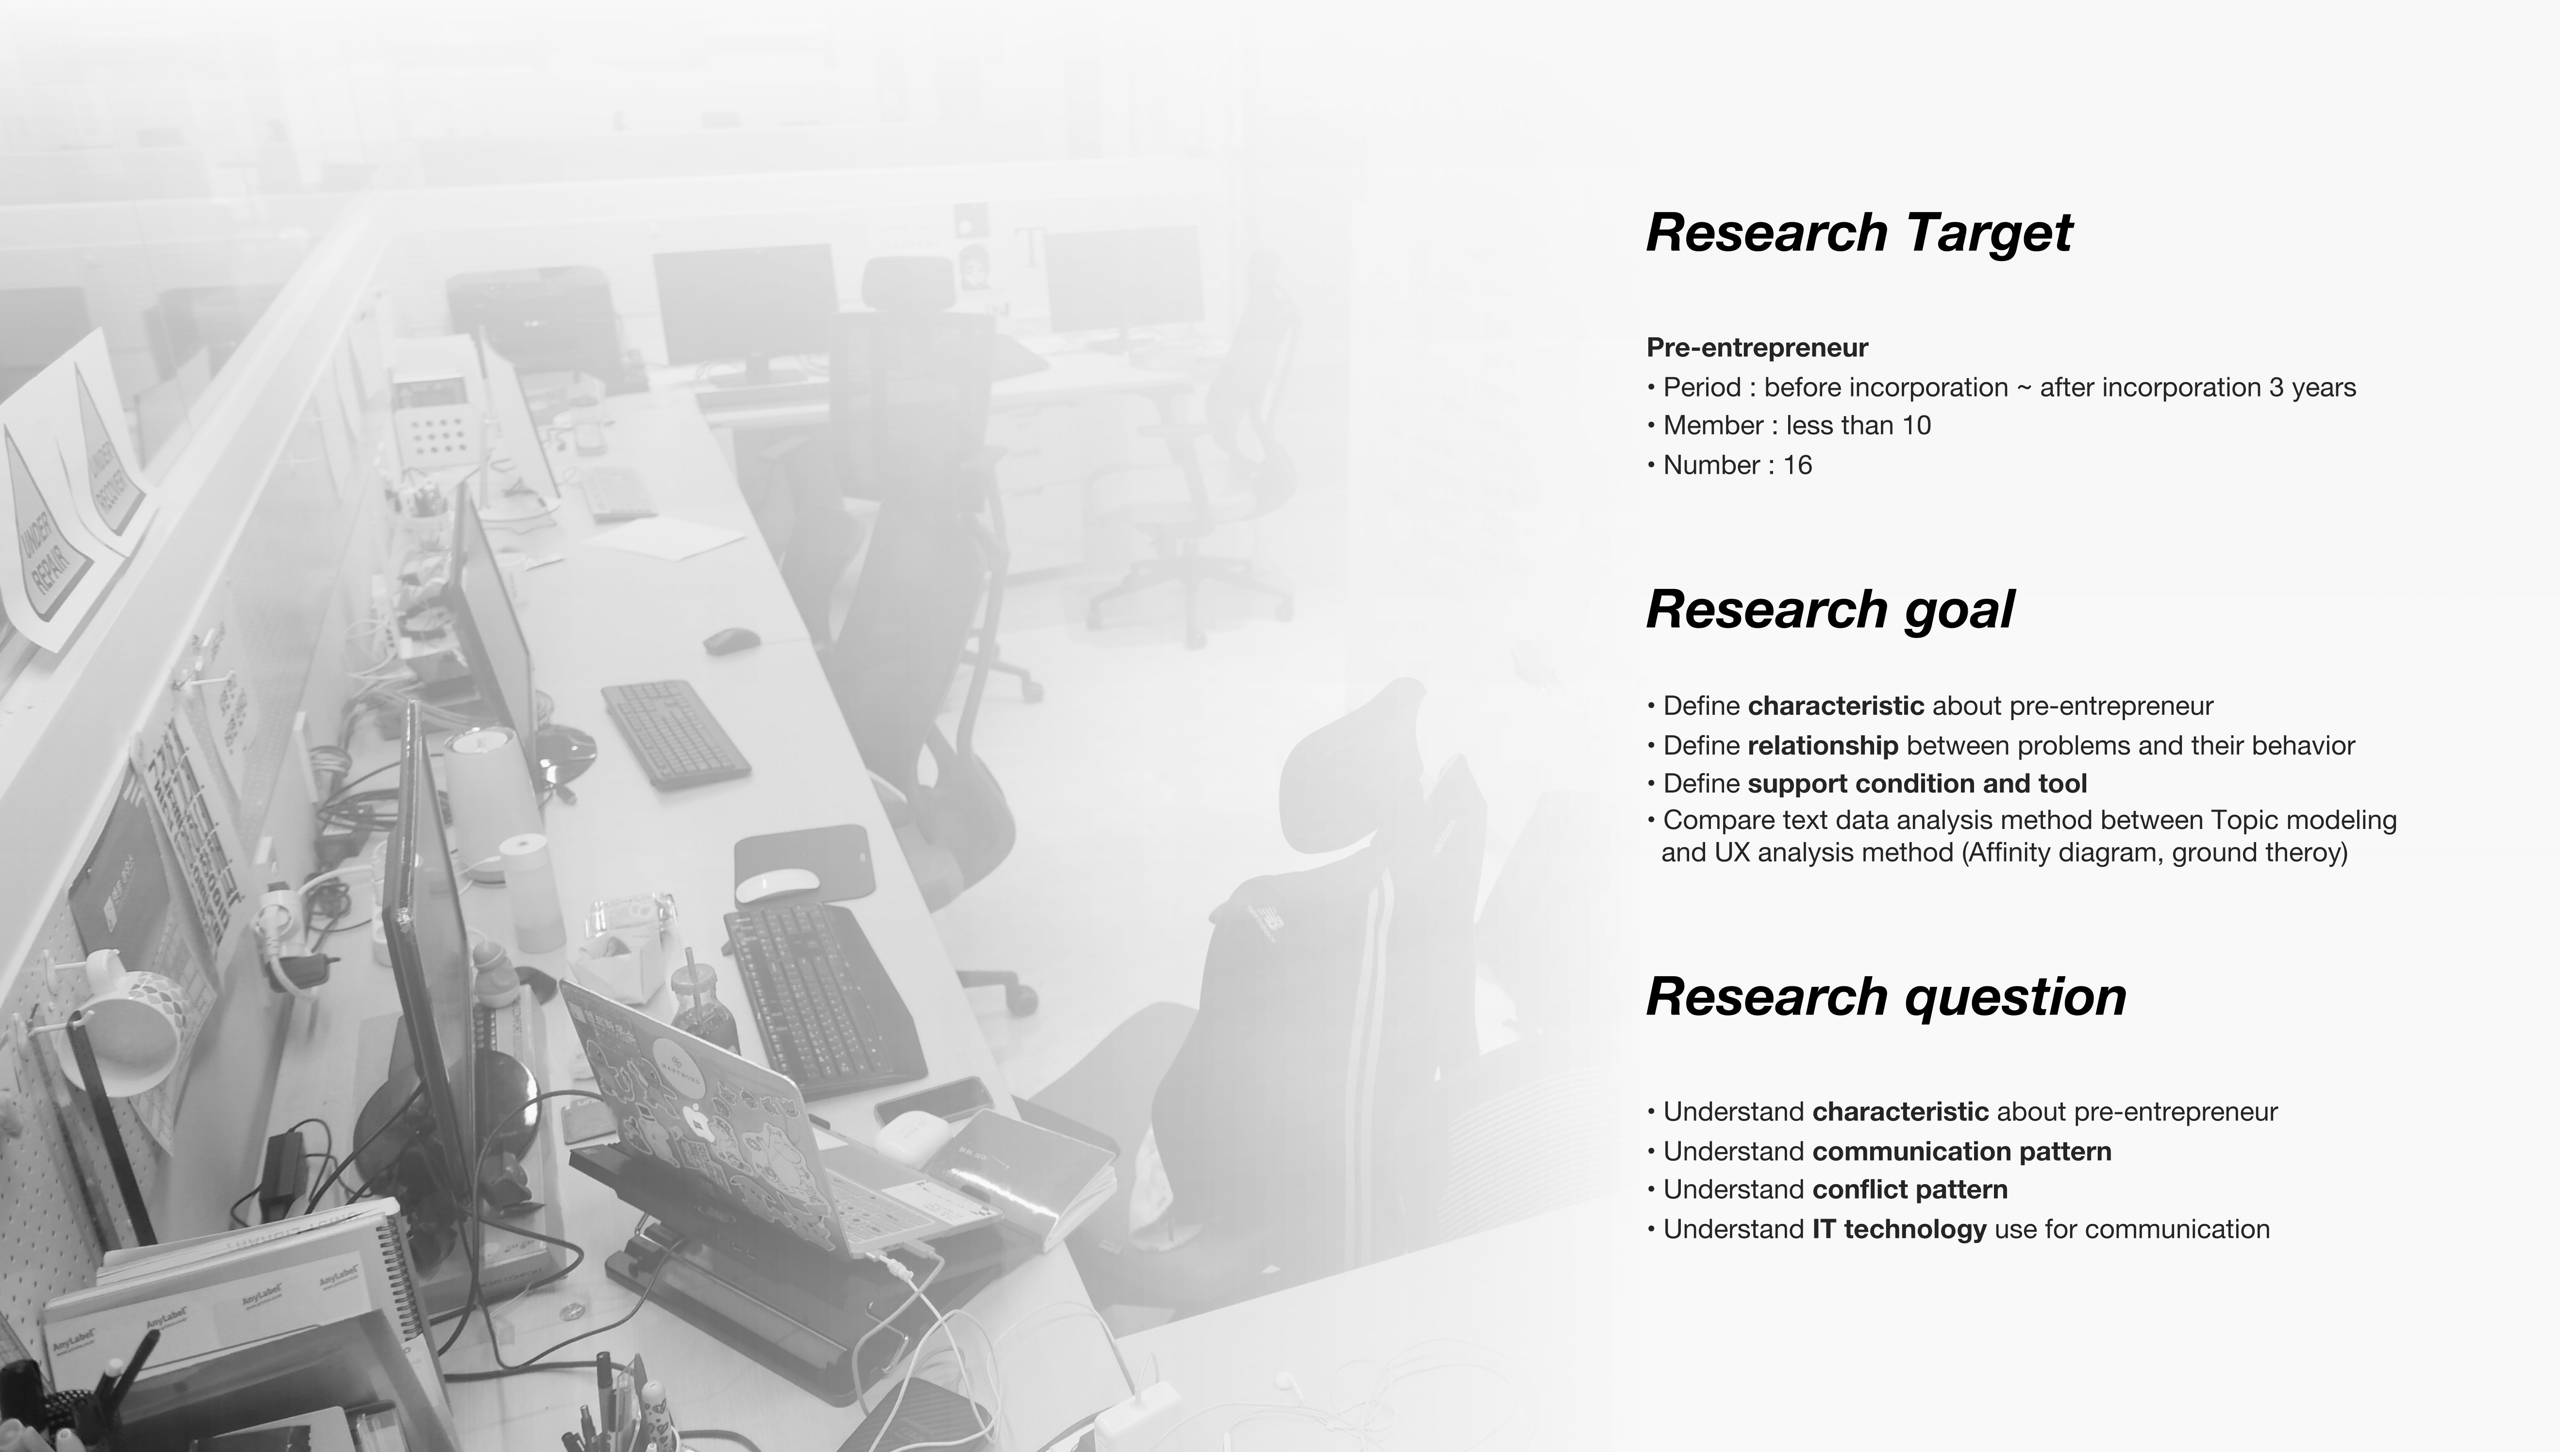 Research Target
Pre-entrepreneur
• Period : before incorporation ~ after incorporation 3 years
• Member : less than 10
• Number : 16
Research goal
• Define characteristic about pre-entrepreneur
• Define relationship between problems and their behavior
• Define support condition and tool
• Compare text data analysis method between Topic modeling
and UX analysis method (Affinity diagram, ground theroy)
Research question
• Understand characteristic about pre-entrepreneur
• Understand communication pattern
• Understand conflict pattern
• Understand IT technology use for communication
UNDER
REPAIR
UNDER
RECOVERY
AnyLabel
AnyLabel
AnyLabel
AnyLabel